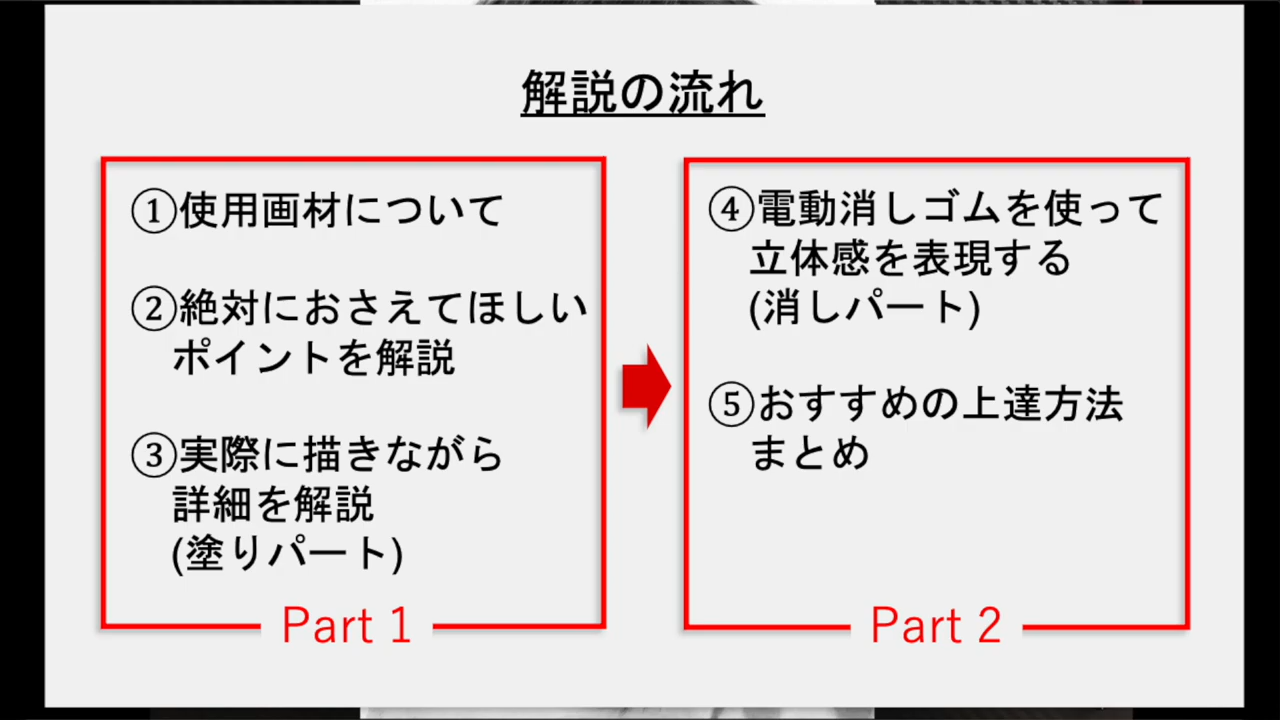 解説の流れ
①使用画材について
②絶対におさえてほしい
ポイントを解説
③実際に描きながら
詳細を解説
(塗りパート)
Part 1
④電動消しゴムを使って
立体感を表現する
(消しパート)
⑤おすすめの上達方法
まとめ
Part 2